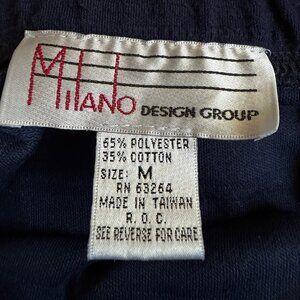 Milano DESIGN GROUP
65% POLYESTER
35% COTTON
SIZE: M
RN 63264
MADE IN TAIWAN
R. O. C.
SEE REVERSE FOR CARE